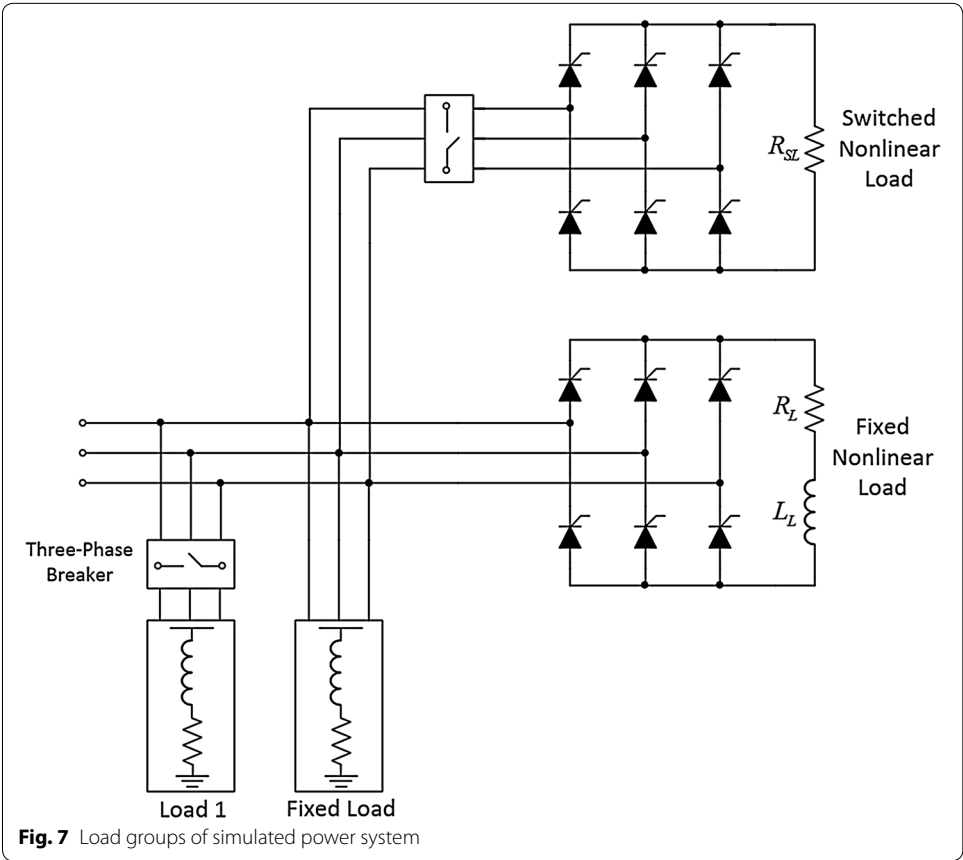 Switched
Nonlinear
Load
R_SL
R_L
L_L
Fixed
Nonlinear
Load
Three-Phase
Breaker
Load 1
Fixed Load
Fig. 7 Load groups of simulated power system